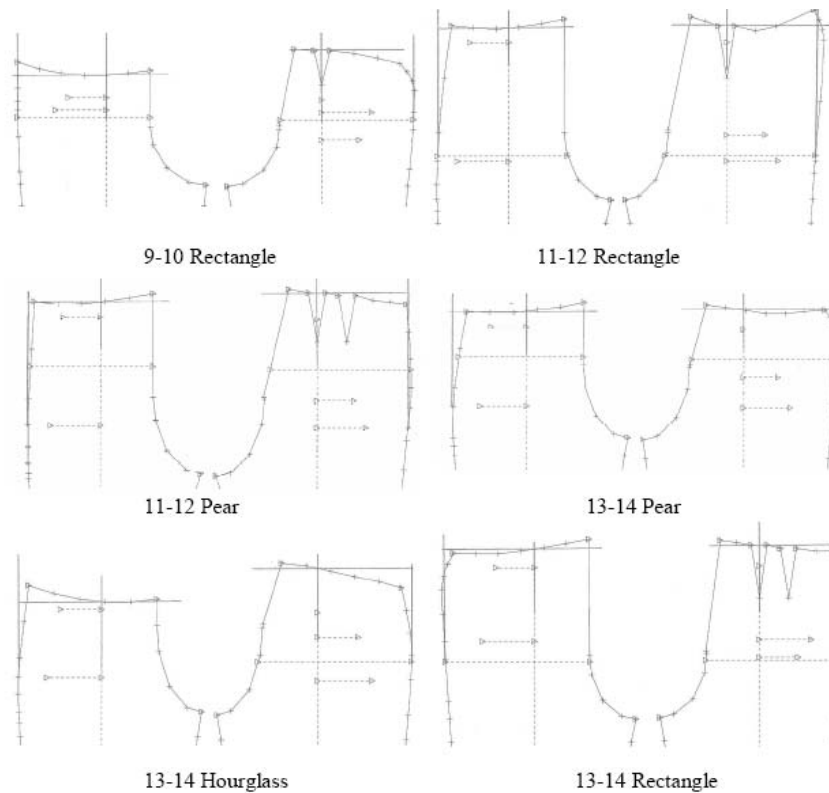 9-10 Rectangle
11-12 Rectangle
11-12 Pear
13-14 Pear
13-14 Hourglass
13-14 Rectangle